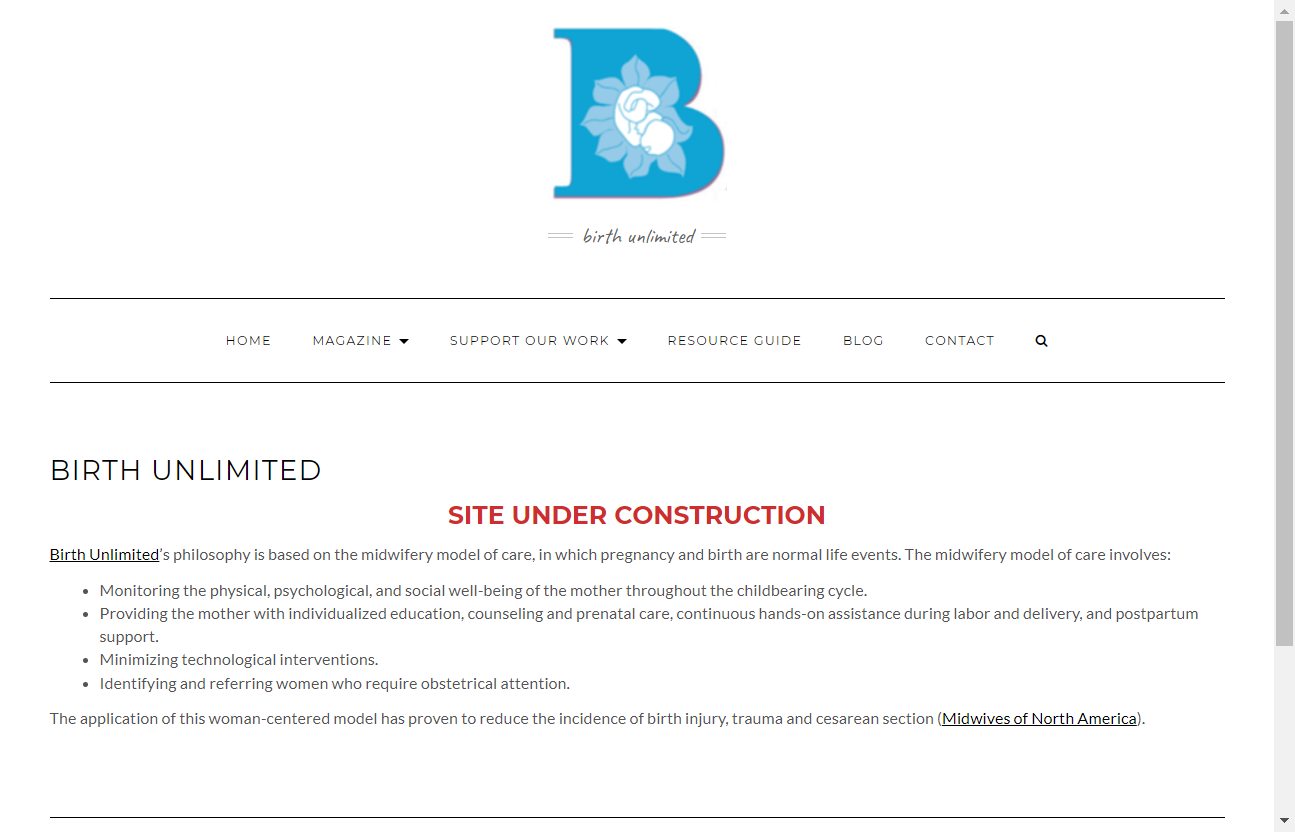 B
birth unlimited
HOME MAGAZINE SUPPORT OUR WORK RESOURCE GUIDE BLOG CONTACT
BIRTH UNLIMITED
SITE UNDER CONSTRUCTION
Birth Unlimited’s philosophy is based on the midwifery model of care, in which pregnancy and birth are normal life events. The midwifery model of care involves:
• Monitoring the physical, psychological, and social well-being of the mother throughout the childbearing cycle.
• Providing the mother with individualized education, counseling and prenatal care, continuous hands-on assistance during labor and delivery, and postpartum
support.
• Minimizing technological interventions.
• Identifying and referring women who require obstetrical attention.
The application of this woman-centered model has proven to reduce the incidence of birth injury, trauma and cesarean section (Midwives of North America).